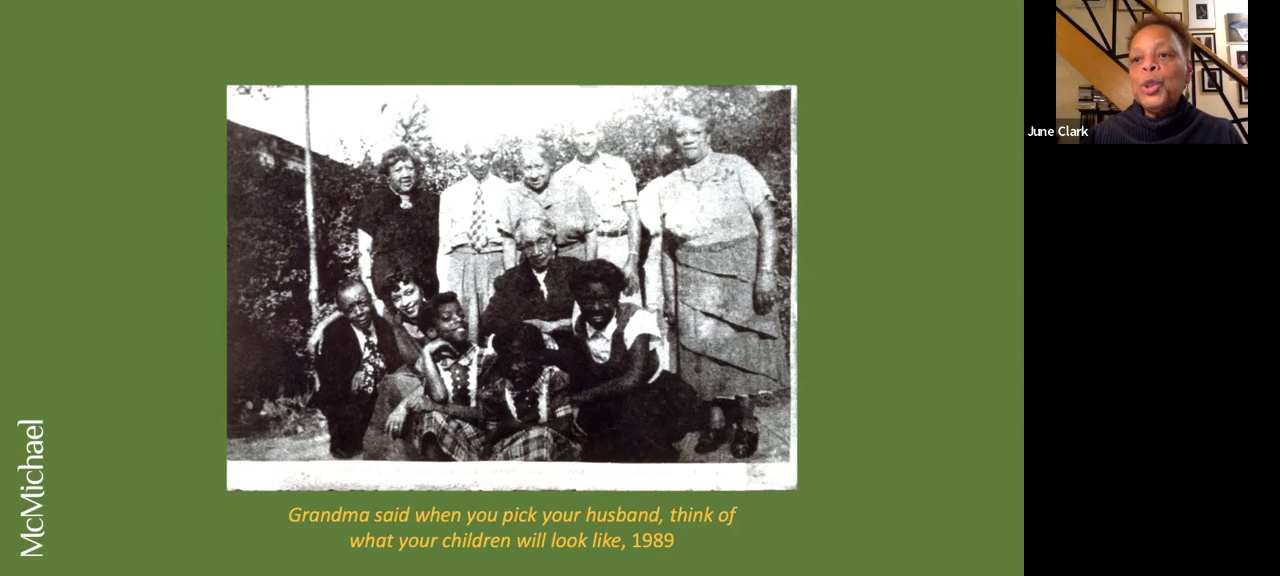 McMichael
Grandma said when you pick your husband, think of
what your children will look like, 1989
June Clark